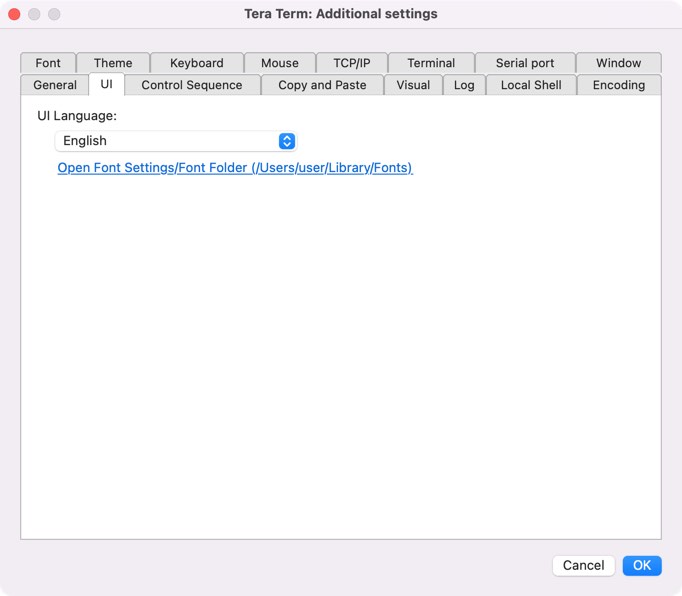 Tera Term: Additional settings
Font Theme Keyboard Mouse TCP/IP Terminal Serial port Window
General UI Control Sequence Copy and Paste Visual Log Local Shell Encoding
UI Language:
English
Open Font Settings/Font Folder (/Users/user/Library/Fonts)
Cancel OK